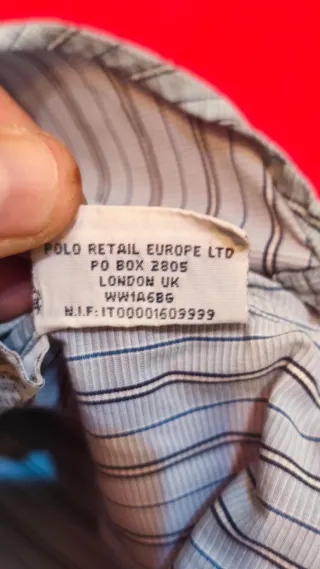 POLO RETAIL EUROPE LTD
PO BOX 2805
LONDON UK
WW1A6BG
N.I.F:IT00001609999